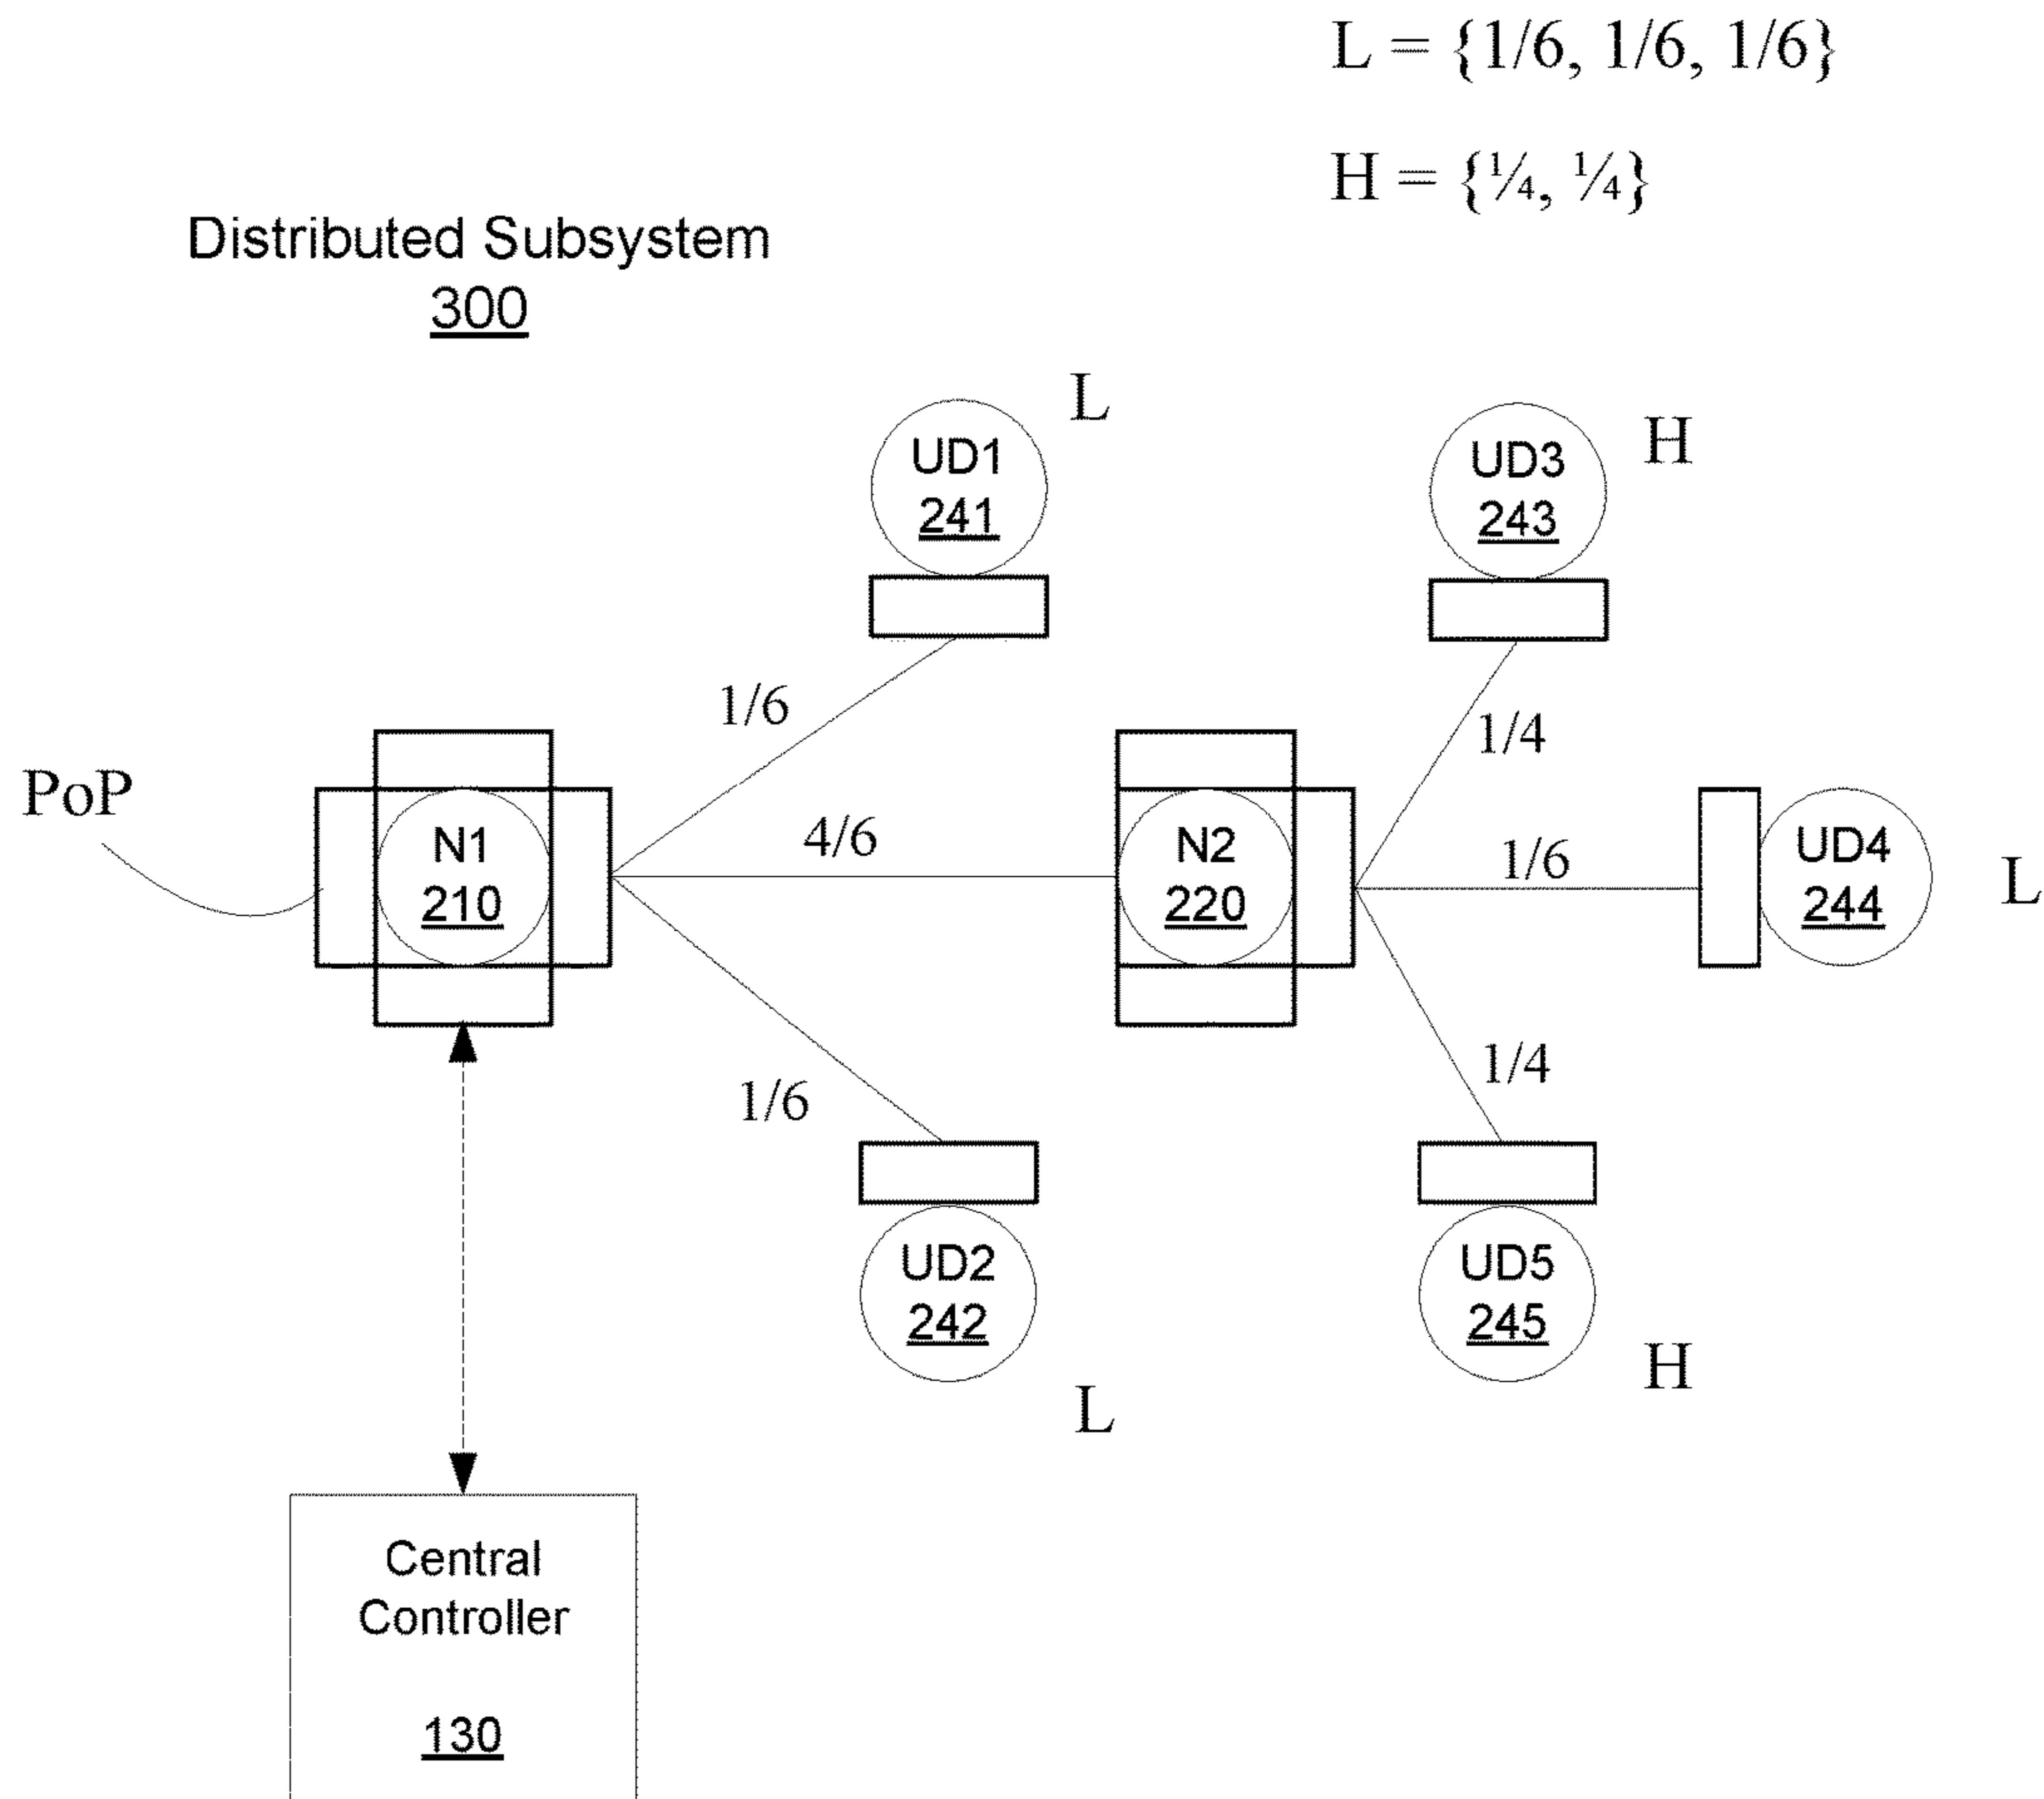 L = {1/6, 1/6, 1/6}
H = {¼, ¼}
Distributed Subsystem
300
L
UD1
241
H
UD3
243
1/6
1/4
PoP
N1
210
4/6
N2
220
1/6
UD4
244
L
1/6
1/4
UD2
242
L
UD5
245
H
Central
Controller
130